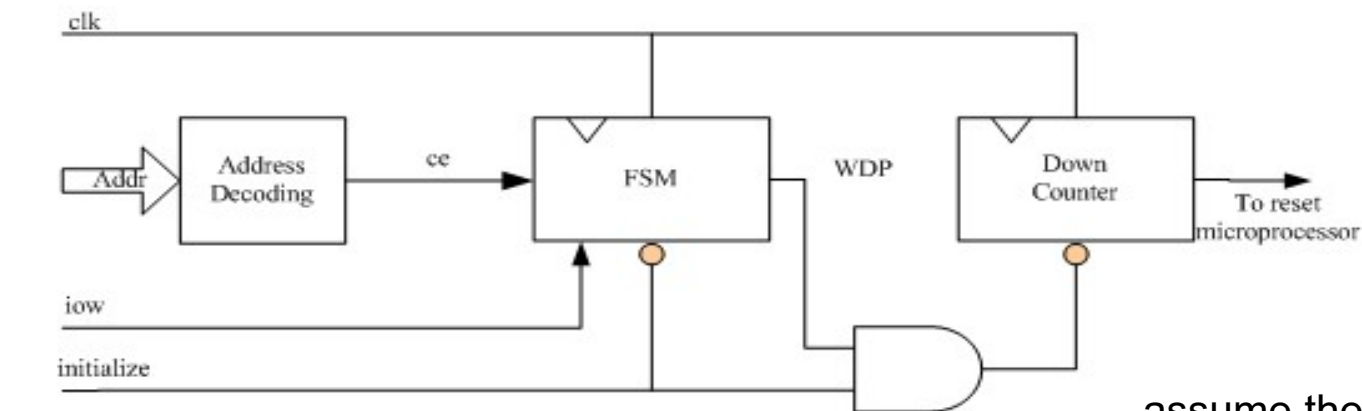 clk
Addr
Address
Decoding
ce
FSM
WDP
Down
Counter
To reset
microprocessor
iow
initialize
assume the